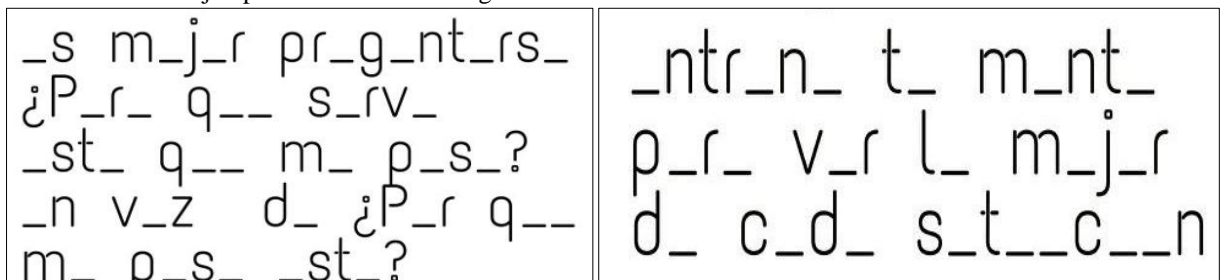 _s m_j_r pr_g_nt_rs_
¿P_r_ q__ s_rv_
_st_ q__ m_ p_s_?
_n v_z d_ ¿P_r q__
m_ p_s_ _st_?
_ntr_n_ t_ m_nt_
p_r_ v_r l_ m_j_r
d_ c_d_ s_t__c__n